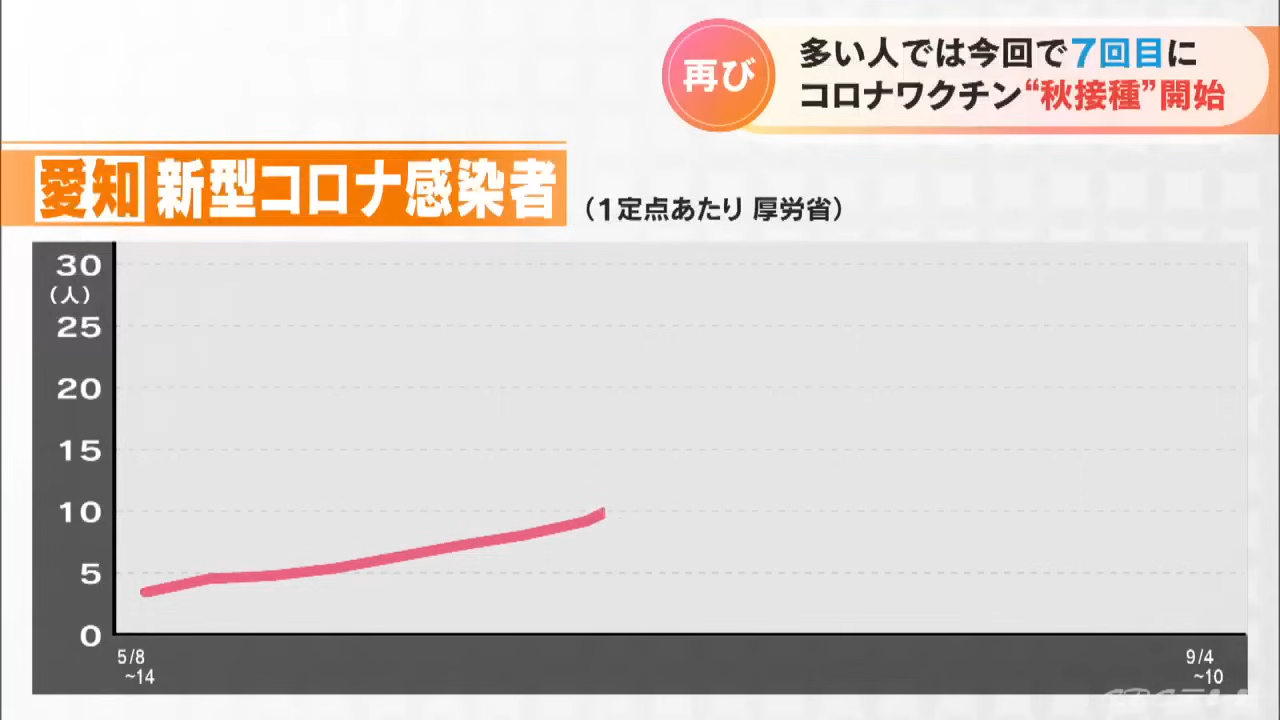 再び
多い人では今回で7回目に
コロナワクチン“秋接種”開始
愛知 新型コロナ感染者
（1定点あたり 厚労省）
30
（人）
25
20
15
10
5
0
5/8
~14
9/4
~10